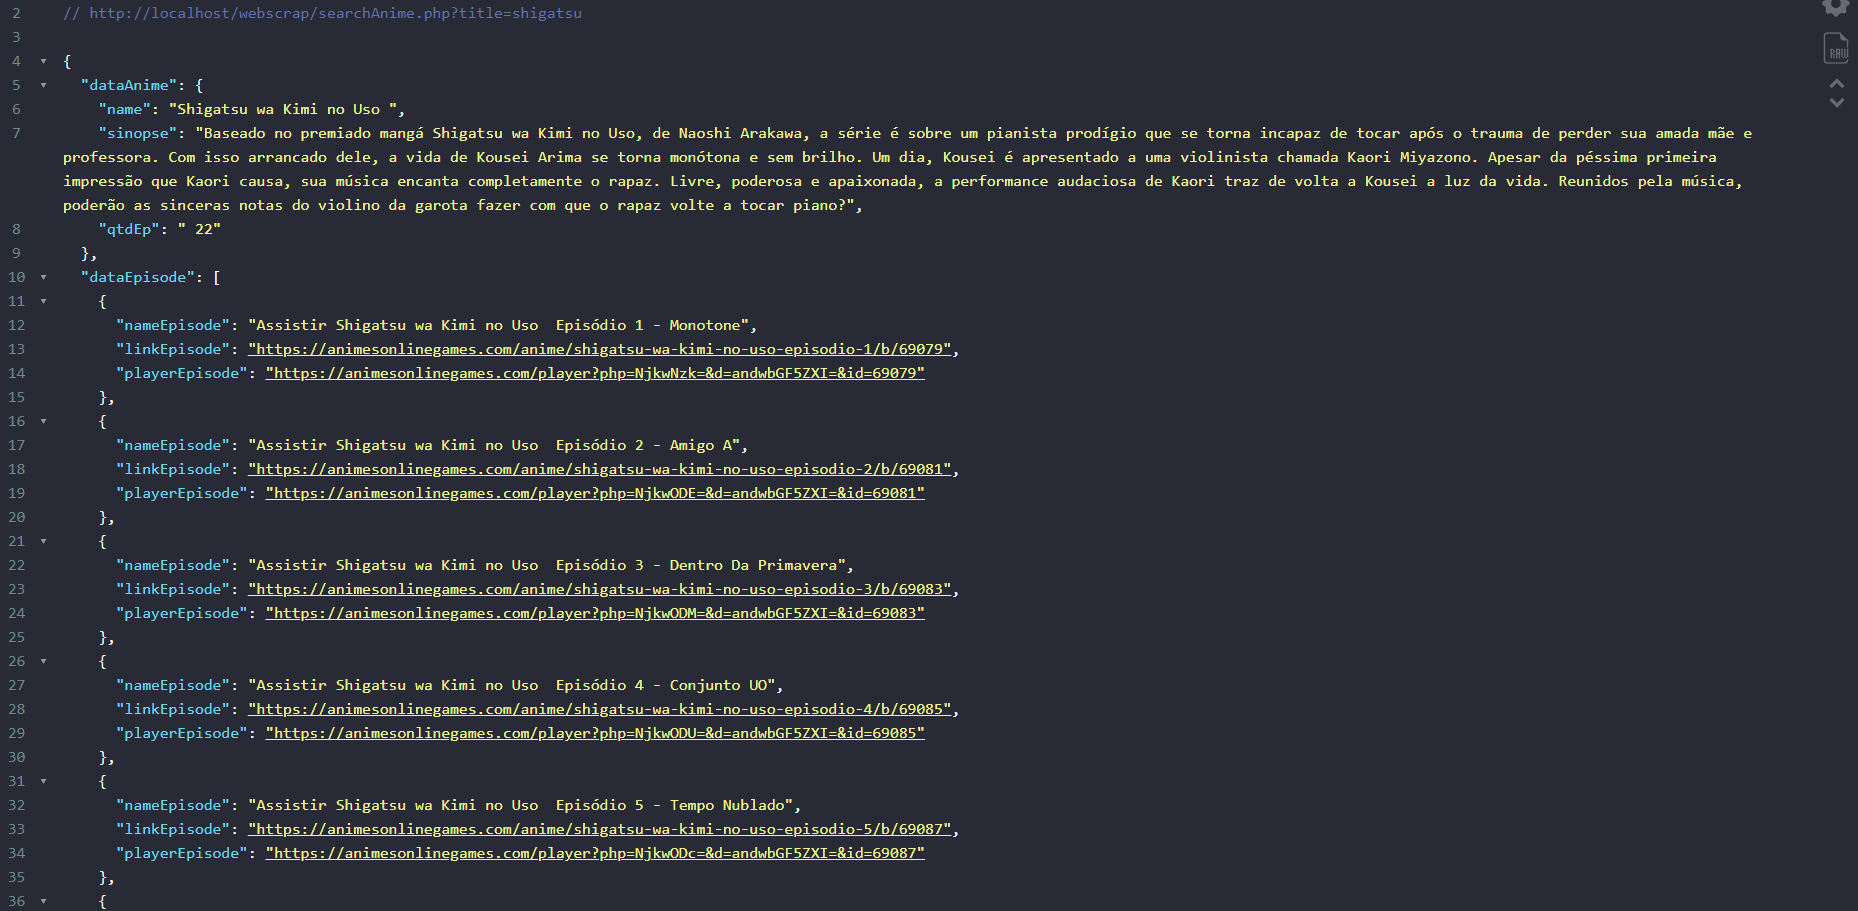 2 // http://localhost/webscrap/searchAnime.php?title=shigatsu
3
4 {
5 "dataAnime": {
6 "name": "Shigatsu wa Kimi no Uso ",
7 "sinopse": "Baseado no premiado mangá Shigatsu wa Kimi no Uso, de Naoshi Arakawa, a série é sobre um pianista prodígio que se torna incapaz de tocar após o trauma de perder sua amada mãe e
professora. Com isso arrancado dele, a vida de Kousei Arima se torna monótona e sem brilho. Um dia, Kousei é apresentado a uma violinista chamada Kaori Miyazono. Apesar da péssima primeira
impressão que Kaori causa, sua música encanta completamente o rapaz. Livre, poderosa e apaixonada, a performance audaciosa de Kaori traz de volta a Kousei a luz da vida. Reunidos pela música,
poderão as sinceras notas do violino da garota fazer com que o rapaz volte a tocar piano?",
8 "qtdEp": " 22"
9 },
10 "dataEpisode": [
11 {
12 "nameEpisode": "Assistir Shigatsu wa Kimi no Uso  Episódio 1 - Monotone",
13 "linkEpisode": "https://animesonlinegames.com/anime/shigatsu-wa-kimi-no-uso-episodio-1/b/69079",
14 "playerEpisode": "https://animesonlinegames.com/player?php=NjkwNzk=&d=andwbGF5ZXI=&id=69079"
15 },
16 {
17 "nameEpisode": "Assistir Shigatsu wa Kimi no Uso  Episódio 2 - Amigo A",
18 "linkEpisode": "https://animesonlinegames.com/anime/shigatsu-wa-kimi-no-uso-episodio-2/b/69081",
19 "playerEpisode": "https://animesonlinegames.com/player?php=NjkwODE=&d=andwbGF5ZXI=&id=69081"
20 },
21 {
22 "nameEpisode": "Assistir Shigatsu wa Kimi no Uso  Episódio 3 - Dentro Da Primavera",
23 "linkEpisode": "https://animesonlinegames.com/anime/shigatsu-wa-kimi-no-uso-episodio-3/b/69083",
24 "playerEpisode": "https://animesonlinegames.com/player?php=NjkwODM=&d=andwbGF5ZXI=&id=69083"
25 },
26 {
27 "nameEpisode": "Assistir Shigatsu wa Kimi no Uso  Episódio 4 - Conjunto UO",
28 "linkEpisode": "https://animesonlinegames.com/anime/shigatsu-wa-kimi-no-uso-episodio-4/b/69085",
29 "playerEpisode": "https://animesonlinegames.com/player?php=NjkwODU=&d=andwbGF5ZXI=&id=69085"
30 },
31 {
32 "nameEpisode": "Assistir Shigatsu wa Kimi no Uso  Episódio 5 - Tempo Nublado",
33 "linkEpisode": "https://animesonlinegames.com/anime/shigatsu-wa-kimi-no-uso-episodio-5/b/69087",
34 "playerEpisode": "https://animesonlinegames.com/player?php=NjkwODc=&d=andwbGF5ZXI=&id=69087"
35 },
36 {
RAW